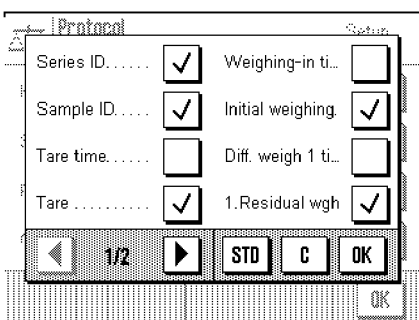 Protocol
Setup
Series ID......
Weighing-in ti...
Sample ID.....
Initial weighing.
Tare time......
Diff. weigh 1 ti...
Tare ..........
1.Residual wgh
1/2
STD
C
OK
OK